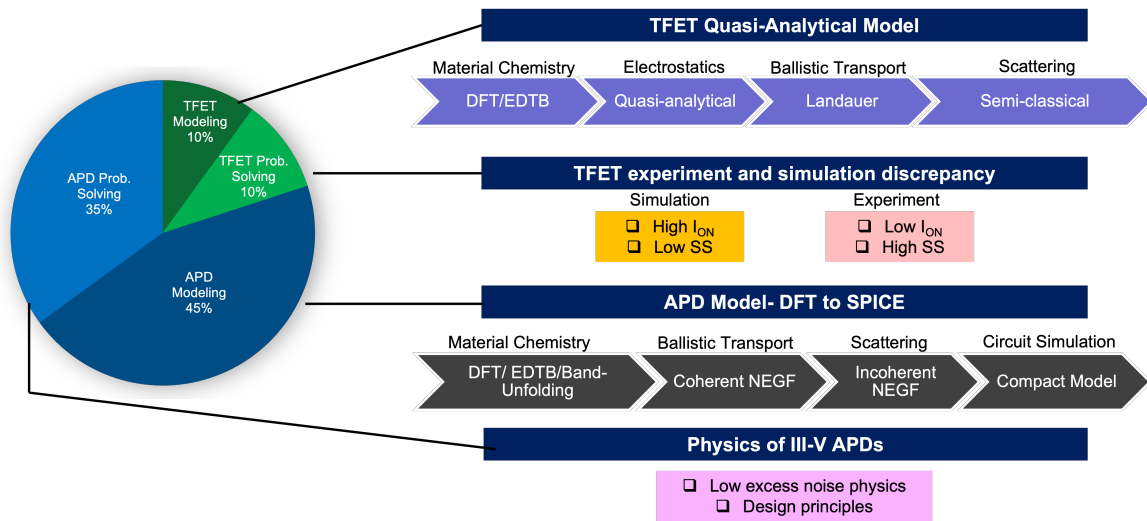 TFET
Modeling
10%
TFET Prob.
Solving
10%
APD Prob.
Solving
35%
APD
Modeling
45%
TFET Quasi-Analytical Model
Material Chemistry
Electrostatics
Ballistic Transport
Scattering
DFT/EDTB
Quasi-analytical
Landauer
Semi-classical
TFET experiment and simulation discrepancy
Simulation
❑ High I_ON
❑ Low SS
Experiment
❑ Low I_ON
❑ High SS
APD Model- DFT to SPICE
Material Chemistry
Ballistic Transport
Scattering
Circuit Simulation
DFT/ EDTB/Band-
Unfolding
Coherent NEGF
Incoherent
NEGF
Compact Model
Physics of III-V APDs
❑ Low excess noise physics
❑ Design principles